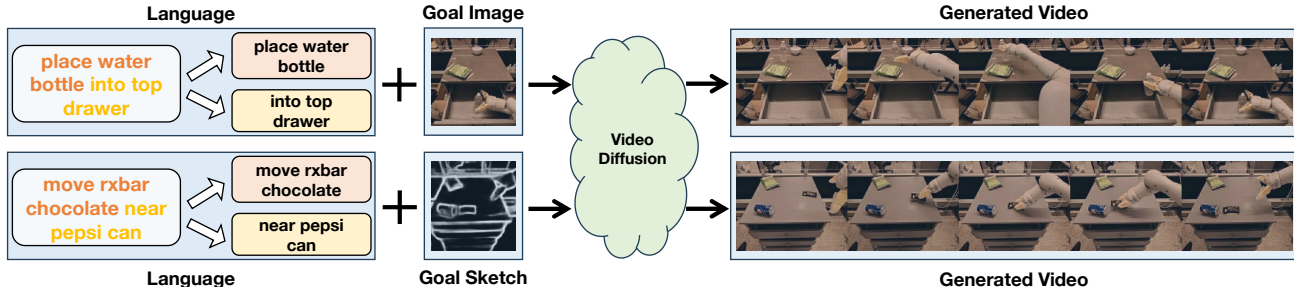 Language
Goal Image
Generated Video
place water
bottle into top
drawer
place water
bottle
into top
drawer
Video
Diffusion
move rxbar
chocolate near
pepsi can
move rxbar
chocolate
near pepsi
can
Language
Goal Sketch
Generated Video